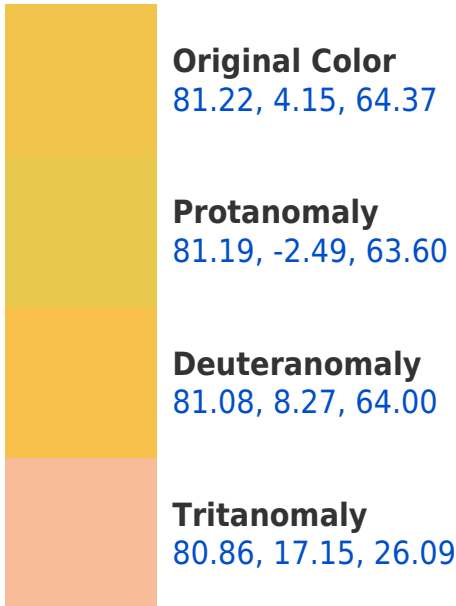 Original Color
81.22, 4.15, 64.37
Protanomaly
81.19, -2.49, 63.60
Deuteranomaly
81.08, 8.27, 64.00
Tritanomaly
80.86, 17.15, 26.09